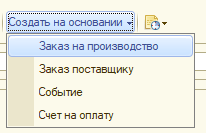 Создать на основании
Заказ на производство
Заказ поставщику
Событие
Счет на оплату